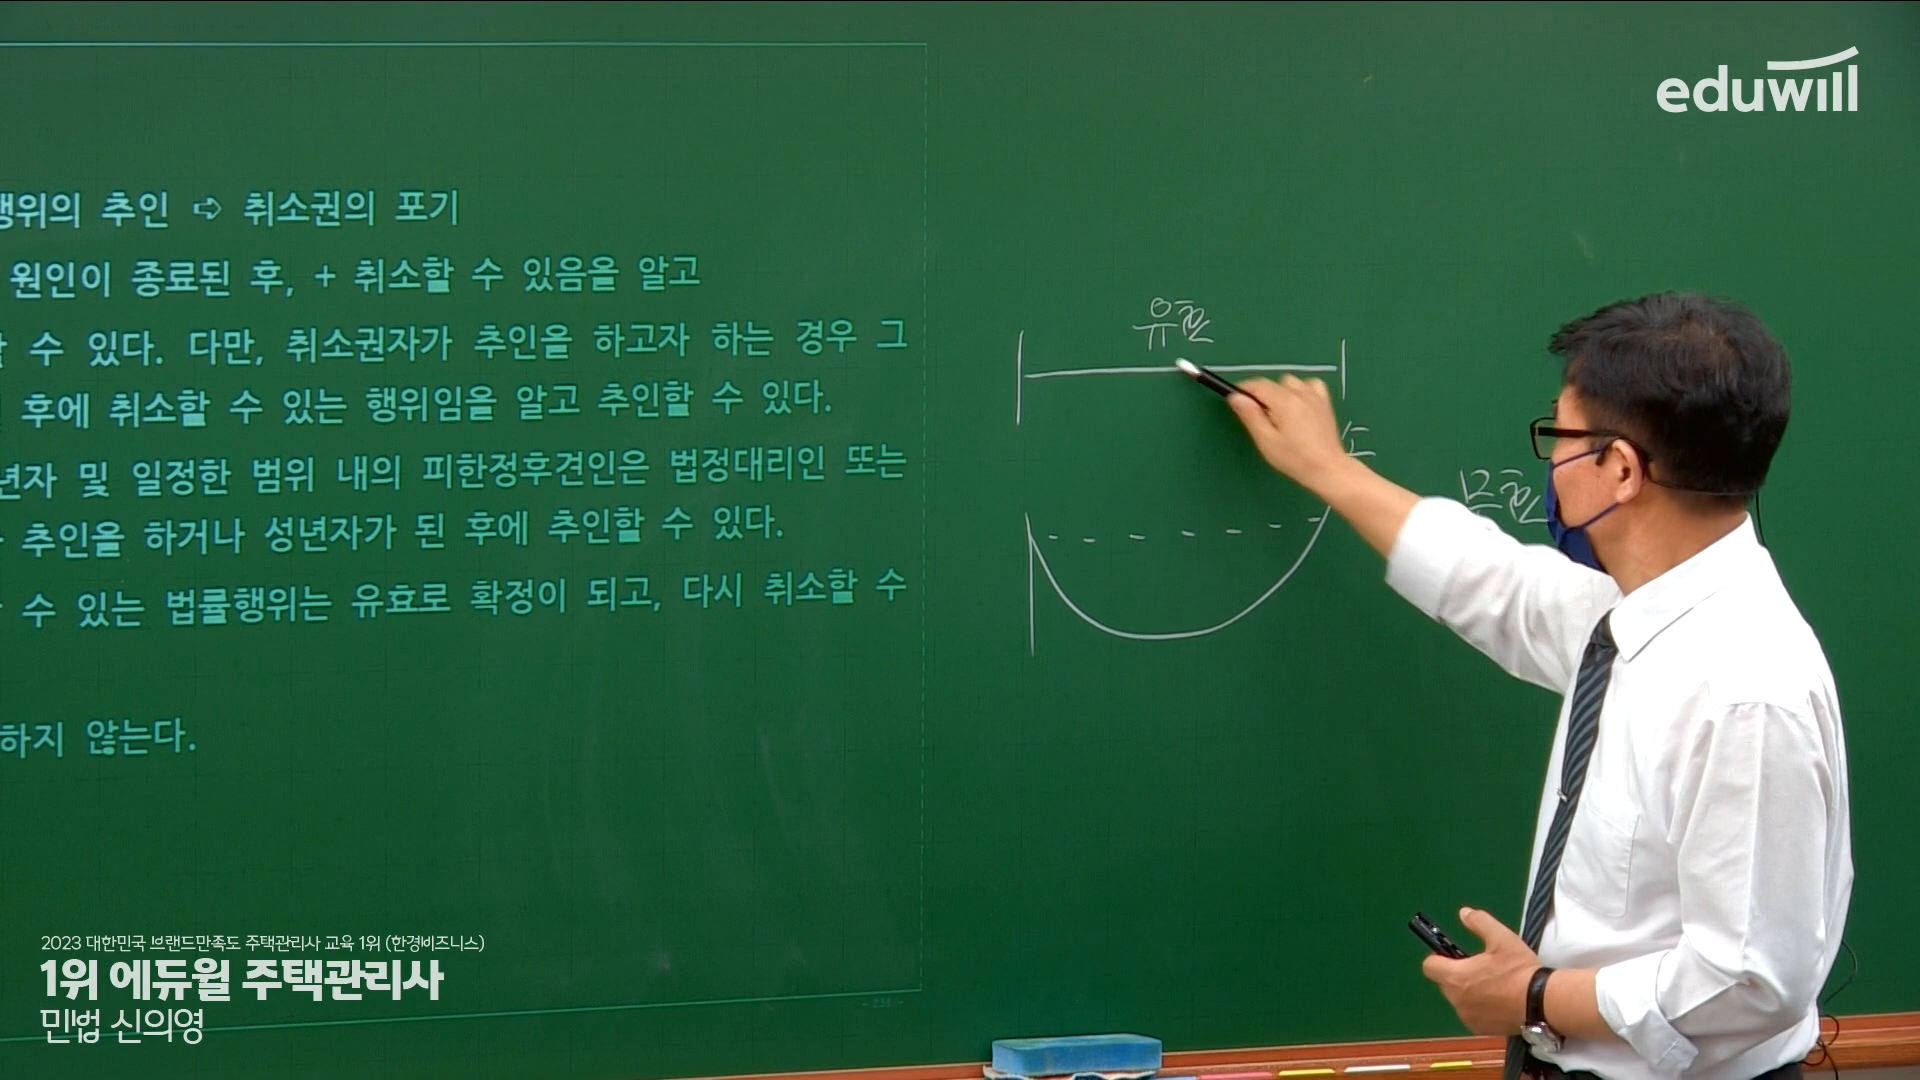 eduwill
행위의 추인 ➪ 취소권의 포기
원인이 종료된 후, + 취소할 수 있음을 알고
수 있다. 다만, 취소권자가 추인을 하고자 하는 경우 그
후에 취소할 수 있는 행위임을 알고 추인할 수 있다.
년자 및 일정한 범위 내의 피한정후견인은 법정대리인 또는
추인을 하거나 성년자가 된 후에 추인할 수 있다.
수 있는 법률행위는 유효로 확정이 되고, 다시 취소할 수
하지 않는다.
유효
소
무효
2023 대한민국 브랜드만족도 주택관리사 교육 1위 (한경비즈니스)
1위 에듀윌 주택관리사
민법 신의영